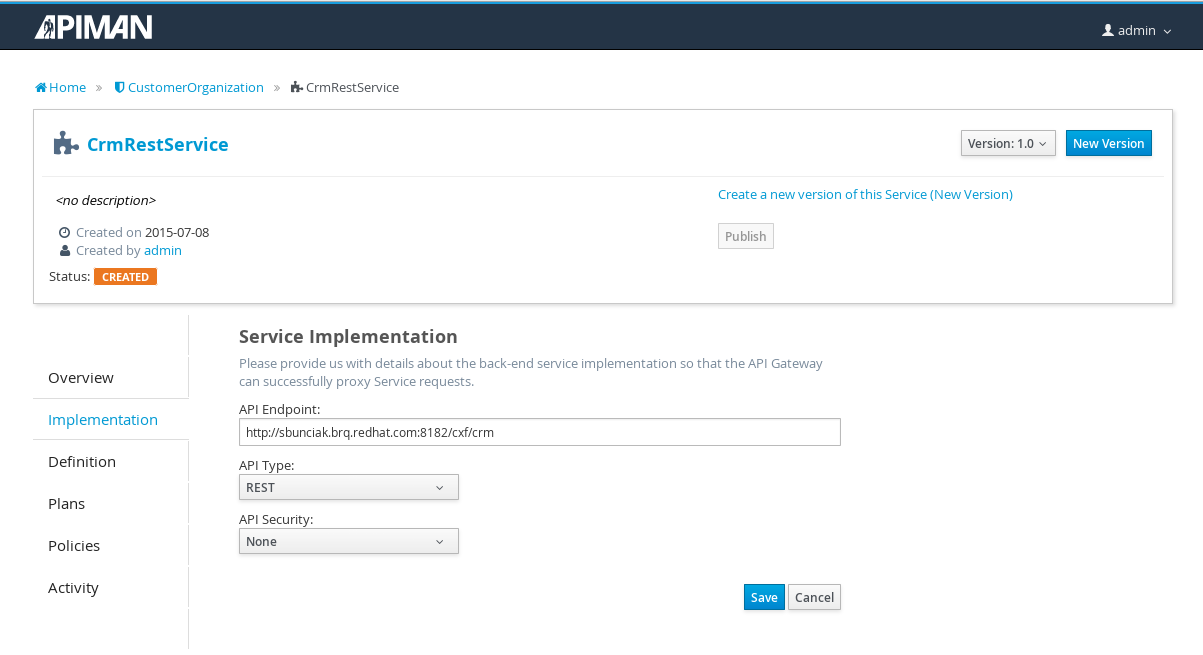 APIMAN
admin
Home » CustomerOrganization » CrmRestService
CrmRestService
Version: 1.0
New Version
<no description>
Create a new version of this Service (New Version)
Created on 2015-07-08
Publish
Created by admin
Status: CREATED
Overview
Implementation
Definition
Plans
Policies
Activity
Service Implementation
Please provide us with details about the back-end service implementation so that the API Gateway
can successfully proxy Service requests.
API Endpoint:
http://sbunciak.brq.redhat.com:8182/cxf/crm
API Type:
REST
API Security:
None
Save
Cancel